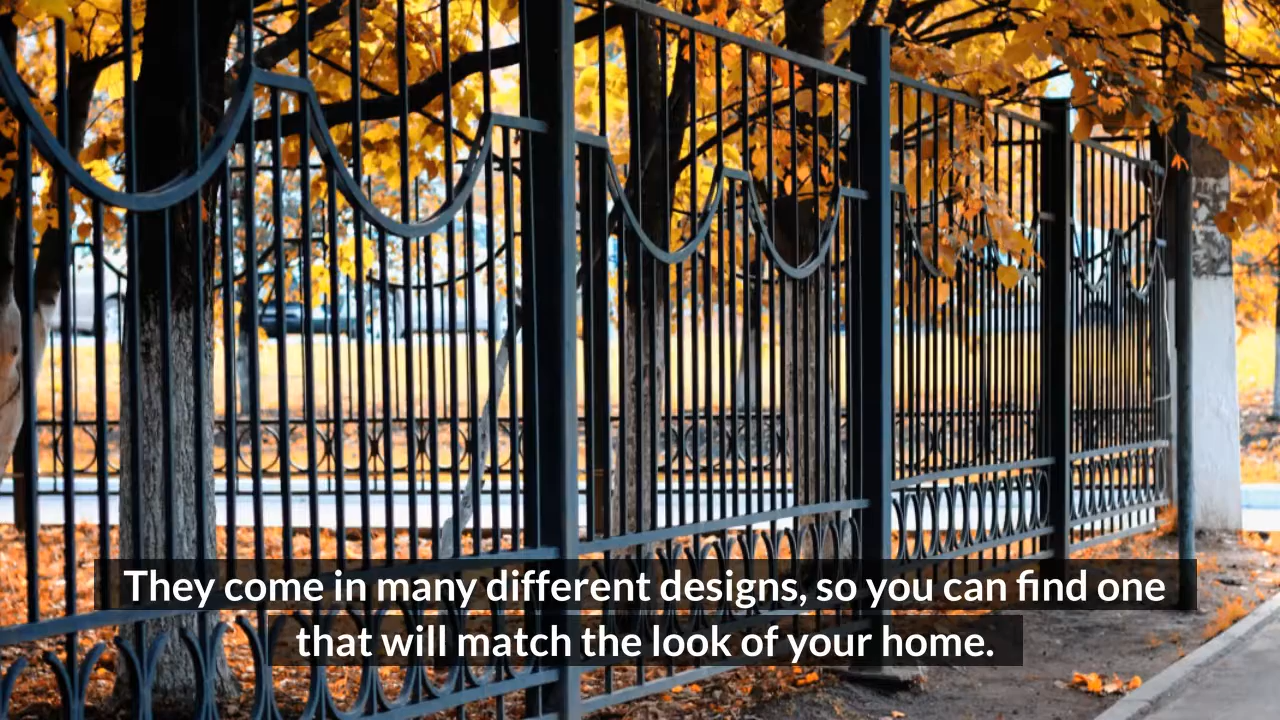 They come in many different designs, so you can find one
that will match the look of your home.